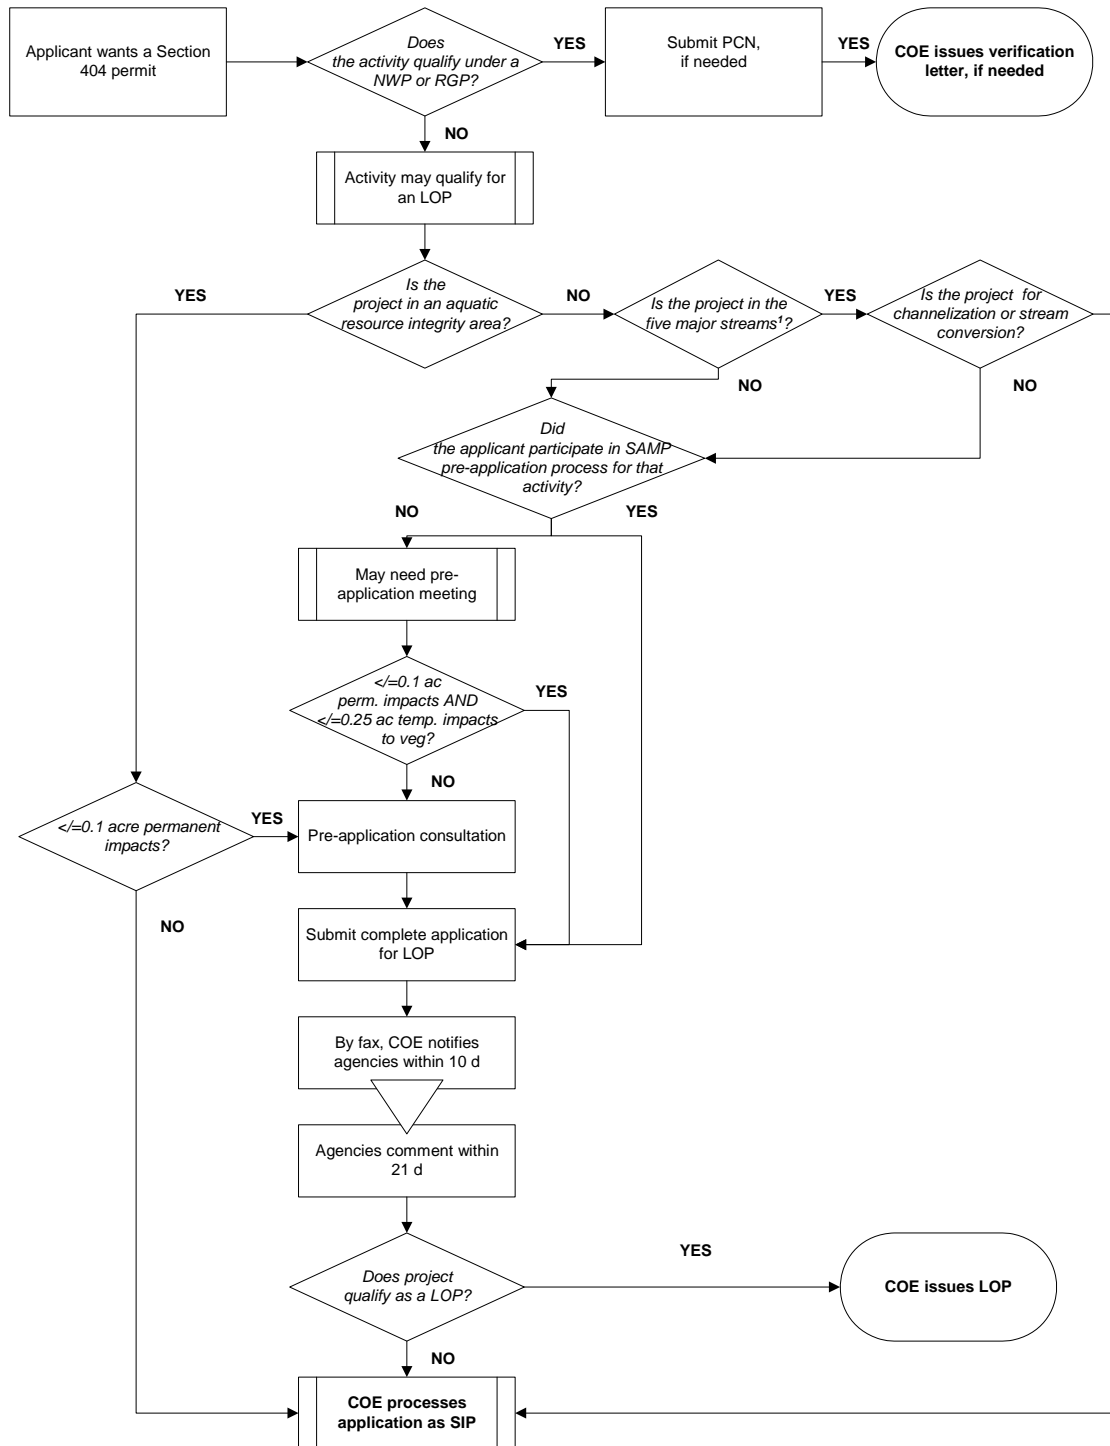 Applicant wants a Section
404 permit
Does
the activity qualify under a
NWP or RGP?
YES
Submit PCN,
if needed
YES
COE issues verification
letter, if needed
NO
Activity may qualify for
an LOP
YES
Is the
project in an aquatic
resource integrity area?
NO
Is the project in the
five major streams¹?
YES
Is the project for
channelization or stream
conversion?
NO
NO
Did
the applicant participate in SAMP
pre-application process for that
activity?
NO
YES
May need pre-
application meeting
</=0.1 ac
perm. impacts AND
</=0.25 ac temp. impacts
to veg?
YES
NO
</=0.1 acre permanent
impacts?
YES
Pre-application consultation
NO
Submit complete application
for LOP
By fax, COE notifies
agencies within 10 d
Agencies comment within
21 d
Does project
qualify as a LOP?
YES
COE issues LOP
NO
COE processes
application as SIP